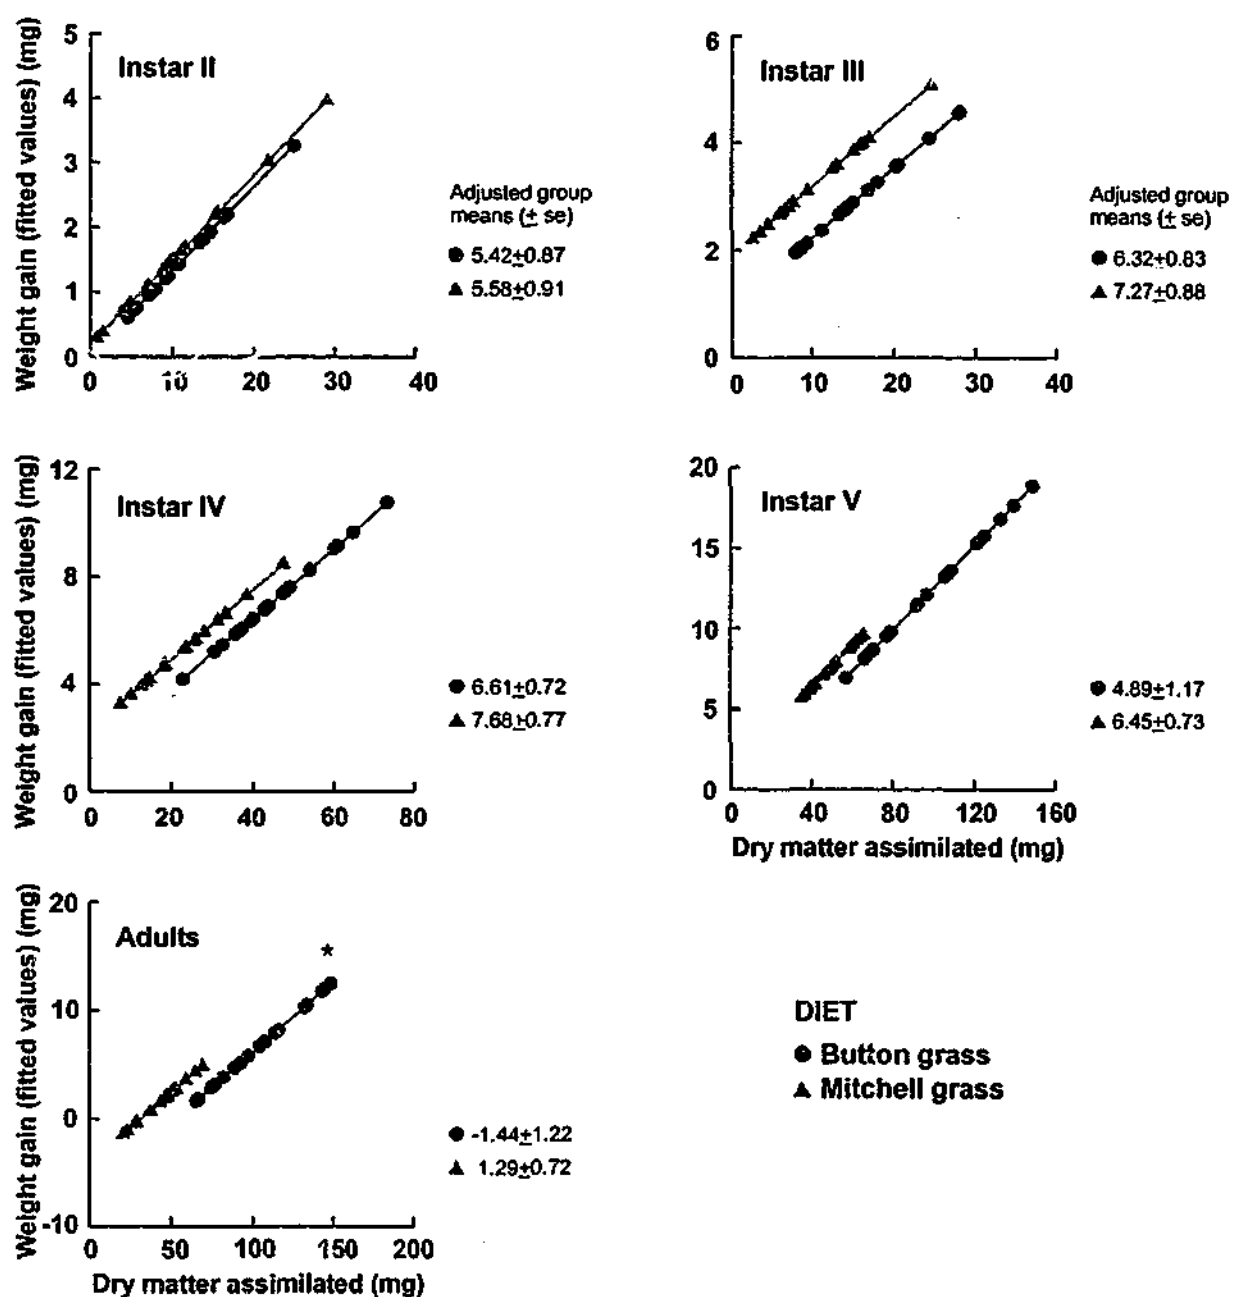 Weight gain (fitted values) (mg)
5
4
3
2
1
0
Instar II
0 10 20 30 40
Adjusted group
means (± se)
● 5.42±0.87
▲ 5.58±0.91
6
4
2
0
Instar III
0 10 20 30 40
Adjusted group
means (± se)
● 6.32±0.83
▲ 7.27±0.88
Weight gain (fitted values) (mg)
12
8
4
0
Instar IV
0 20 40 60 80
● 6.61±0.72
▲ 7.68±0.77
20
15
10
5
0
Instar V
0 40 80 120 160
Dry matter assimilated (mg)
● 4.89±1.17
▲ 6.45±0.73
Weight gain (fitted values) (mg)
20
10
0
-10
Adults
*
0 50 100 150 200
Dry matter assimilated (mg)
● -1.44±1.22
▲ 1.29±0.72
DIET
● Button grass
▲ Mitchell grass